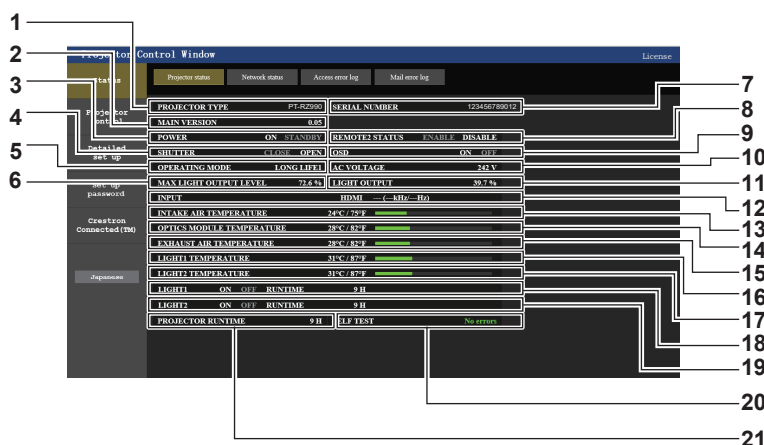 Projector Control Window License
Status
Projector status Network status Access error log Mail error log
Projector control
Detailed set up
Set up password
Crestron Connected(TM)
Japanese
PROJECTOR TYPE PT-RZ990 SERIAL NUMBER 123456789012
MAIN VERSION 0.05
POWER ON STANDBY REMOTE2 STATUS ENABLE DISABLE
SHUTTER CLOSE OPEN OSD ON OFF
OPERATING MODE LONG LIFE1 AC VOLTAGE 242 V
MAX LIGHT OUTPUT LEVEL 72.6 % LIGHT OUTPUT 39.7 %
INPUT HDMI --- (---kHz/---Hz)
INTAKE AIR TEMPERATURE 24°C / 75°F
OPTICS MODULE TEMPERATURE 28°C / 82°F
EXHAUST AIR TEMPERATURE 28°C / 82°F
LIGHT1 TEMPERATURE 31°C / 87°F
LIGHT2 TEMPERATURE 31°C / 87°F
LIGHT1 ON OFF RUNTIME 9 H
LIGHT2 ON OFF RUNTIME 9 H
PROJECTOR RUNTIME 9 H ELF TEST No errors
1
2
3
4
5
6
7
8
9
10
11
12
13
14
15
16
17
18
19
20
21